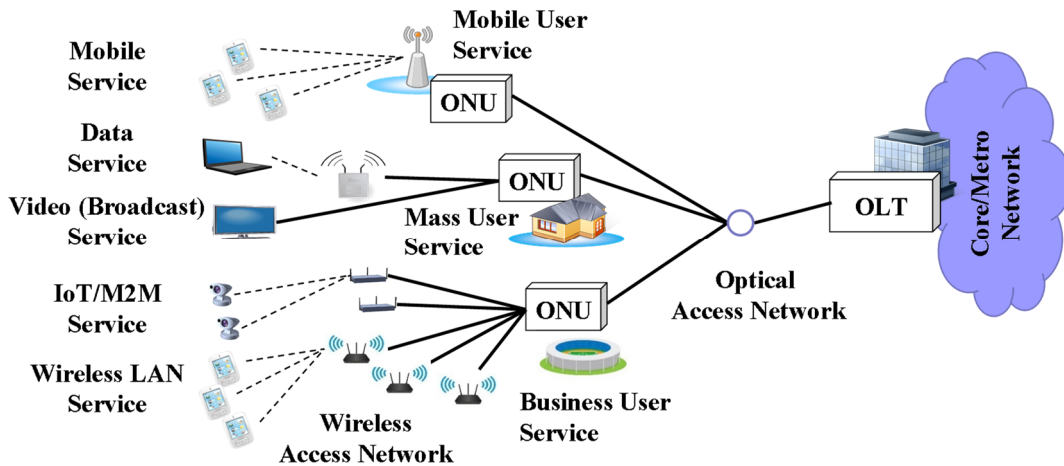 Mobile
Service
Mobile User
Service
ONU
Data
Service
Video (Broadcast)
Service
ONU
Mass User
Service
OLT
Core/Metro
Network
Optical
Access Network
IoT/M2M
Service
ONU
Wireless LAN
Service
Wireless
Access Network
Business User
Service